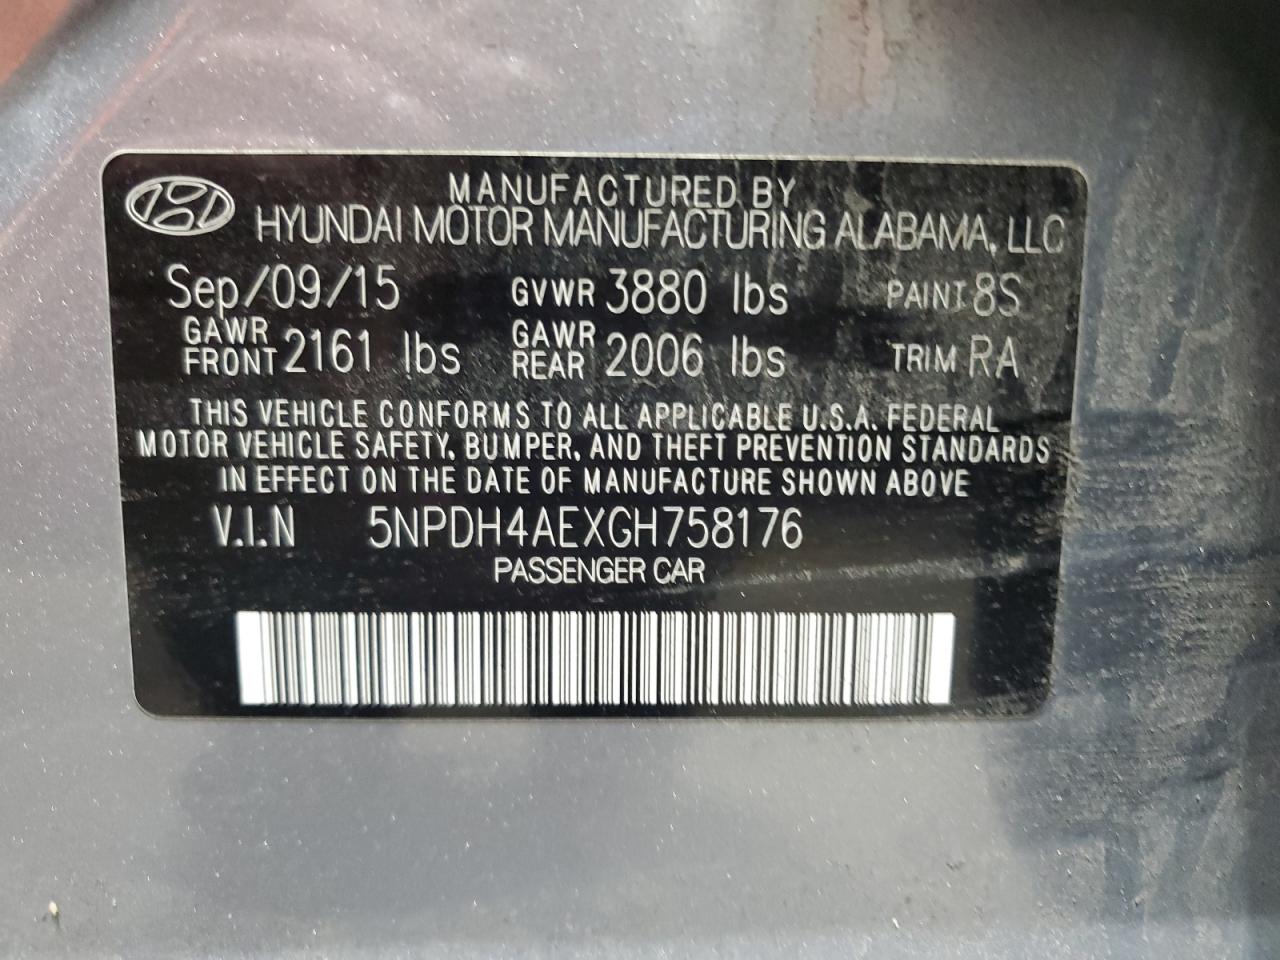 MANUFACTURED BY
HYUNDAI MOTOR MANUFACTURING ALABAMA, LLC
Sep/09/15 GVWR 3880 lbs PAINT 8S
GAWR FRONT 2161 lbs GAWR REAR 2006 lbs TRIM RA
THIS VEHICLE CONFORMS TO ALL APPLICABLE U.S.A. FEDERAL
MOTOR VEHICLE SAFETY, BUMPER, AND THEFT PREVENTION STANDARDS
IN EFFECT ON THE DATE OF MANUFACTURE SHOWN ABOVE
V.I.N 5NPDH4AEXGH758176
PASSENGER CAR